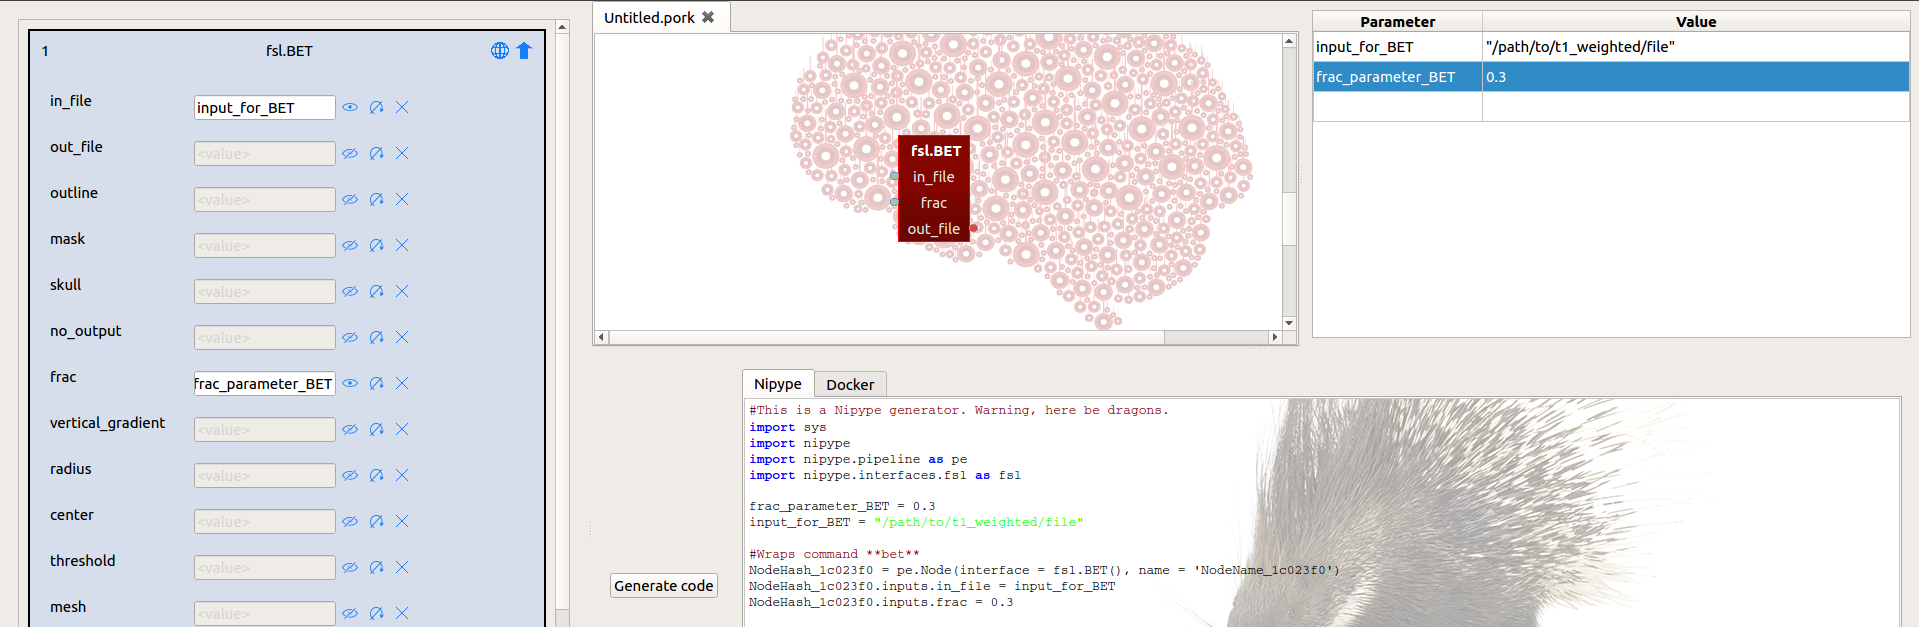 1 fsl.BET
in_file input_for_BET
out_file <value>
outline <value>
mask <value>
skull <value>
no_output <value>
frac frac_parameter_BET
vertical_gradient <value>
radius <value>
center <value>
threshold <value>
mesh <value>
Untitled.pork
fsl.BET
in_file
frac
out_file
Parameter Value
input_for_BET "/path/to/t1_weighted/file"
frac_parameter_BET 0.3
Generate code
Nipype Docker
#This is a Nipype generator. Warning, here be dragons.
import sys
import nipype
import nipype.pipeline as pe
import nipype.interfaces.fsl as fsl
frac_parameter_BET = 0.3
input_for_BET = "/path/to/t1_weighted/file"
#Wraps command **bet**
NodeHash_1c023f0 = pe.Node(interface = fsl.BET(), name = 'NodeName_1c023f0')
NodeHash_1c023f0.inputs.in_file = input_for_BET
NodeHash_1c023f0.inputs.frac = 0.3